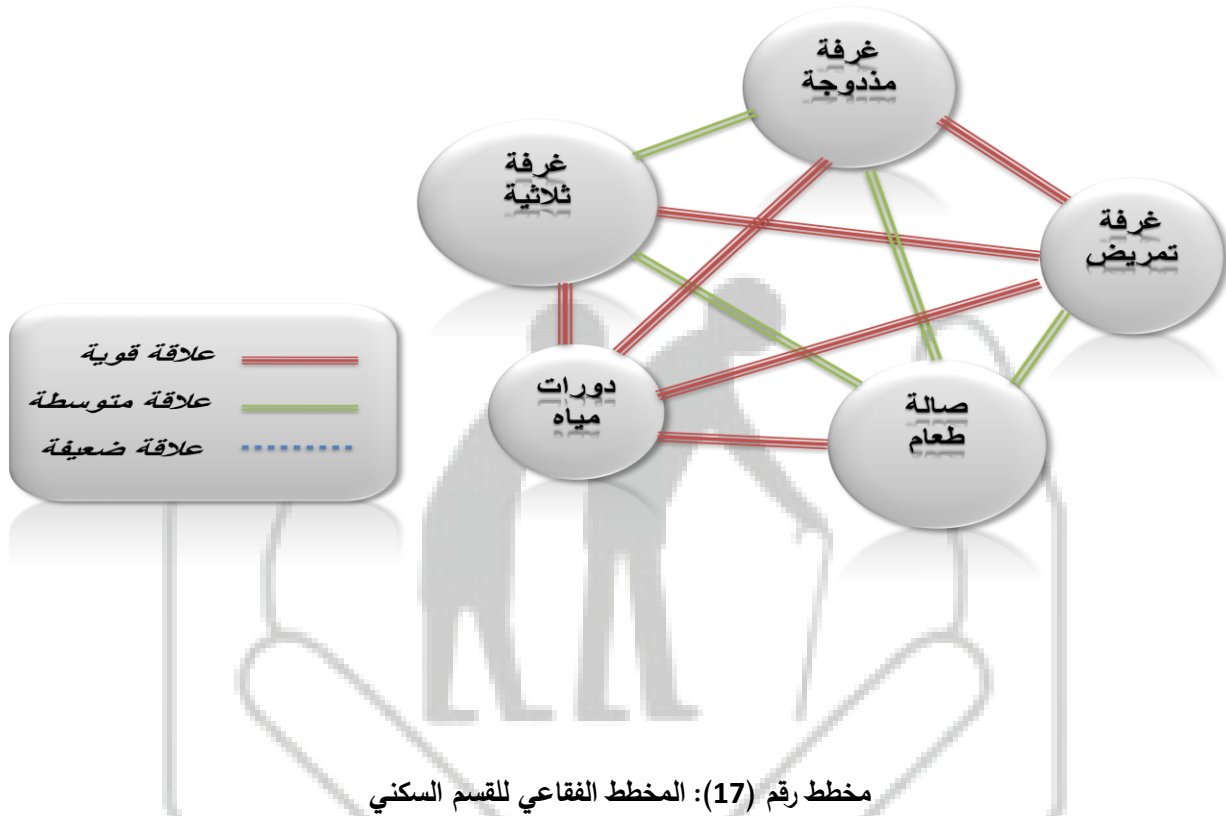 غرفة
مذدوجة
غرفة
ثلاثية
غرفة
تمريض
دورات
مياه
صالة
طعام
علاقة قوية
علاقة متوسطة
علاقة ضعيفة
مخطط رقم (17): المخطط الفقاعي للقسم السكني